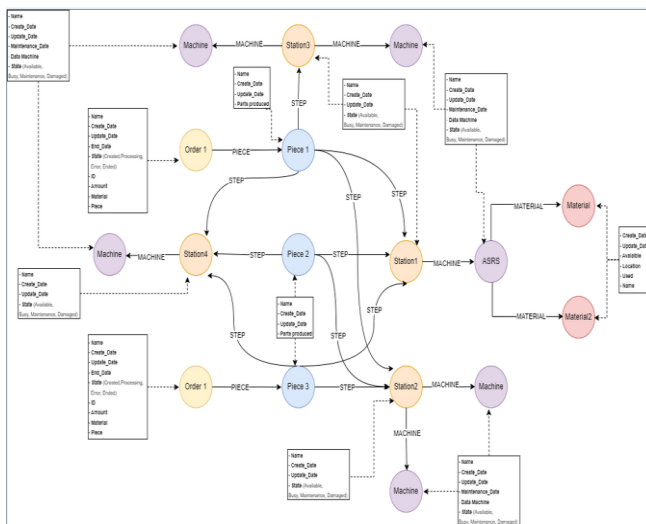 - Name
- Create_Date
- Update_Date
- Maintenance_Date
- Data Machine
- State (Available,
Busy, Maintenance, Damaged)
Machine
MACHINE
Station3
MACHINE
Machine
- Name
- Create_Date
- Update_Date
- Parts produced
- Name
- Create_Date
- Update_Date
- State (Available,
Busy, Maintenance, Damaged)
- Name
- Create_Date
- Update_Date
- Maintenance_Date
- Data Machine
- State (Available,
Busy, Maintenance, Damaged)
STEP
- Name
- Create_Date
- Update_Date
- End_Date
- State (Created/Processing,
Error, Ended)
- ID
- Amount
- Material
- Piece
Order 1
PIECE
Piece 1
STEP
STEP
STEP
MATERIAL
Material
Machine
MACHINE
Station4
STEP
Piece 2
STEP
Station1
MACHINE
ASRS
- Create_Date
- Update_Date
- Avalaible
- Location
- Used
- Name
- Name
- Create_Date
- Update_Date
- State (Available,
Busy, Maintenance, Damaged)
- Name
- Create_Date
- Update_Date
- Parts produced
STEP
STEP
STEP
MATERIAL
Material2
- Name
- Create_Date
- Update_Date
- End_Date
- State (Created/Processing,
Error, Ended)
- ID
- Amount
- Material
- Piece
Order 1
PIECE
Piece 3
STEP
Station2
MACHINE
Machine
MACHINE
- Name
- Create_Date
- Update_Date
- State (Available,
Busy, Maintenance, Damaged)
Machine
- Name
- Create_Date
- Update_Date
- Maintenance_Date
- Data Machine
- State (Available,
Busy, Maintenance, Damaged)